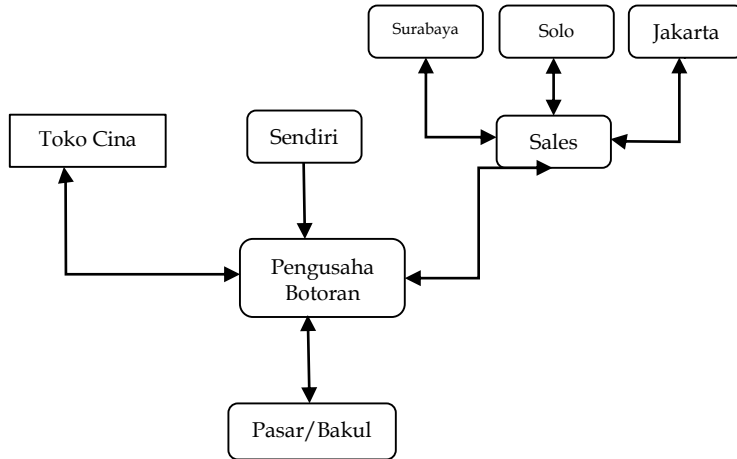 Surabaya
Solo
Jakarta
Toko Cina
Sendiri
Sales
Pengusaha
Botoran
Pasar/Bakul